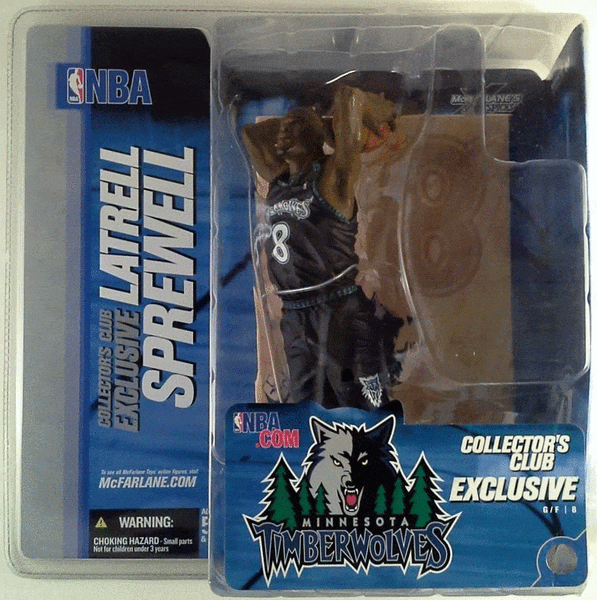 NBA
LATRELL
SPREWELL
COLLECTOR'S CLUB
EXCLUSIVE
To see all McFarlane Toys action figures, visit
McFARLANE.COM
WARNING:
CHOKING HAZARD - Small parts
Not for children under 3 years
McFARLANE'S
8
NBA
.COM
MINNESOTA
TIMBERWOLVES
COLLECTOR'S
CLUB
EXCLUSIVE
G/F | 8